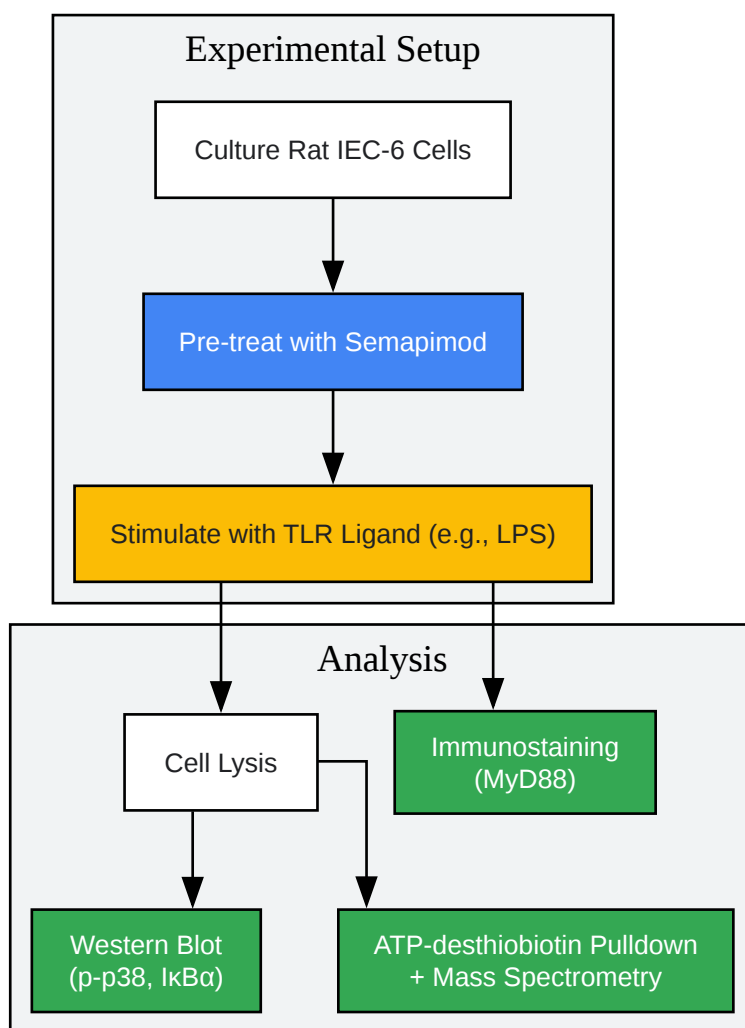 Experimental Setup
Culture Rat IEC-6 Cells
Pre-treat with Semapimod
Stimulate with TLR Ligand (e.g., LPS)
Analysis
Cell Lysis
Immunostaining
(MyD88)
Western Blot
(p-p38, IκBα)
ATP-desthiobiotin Pulldown
+ Mass Spectrometry